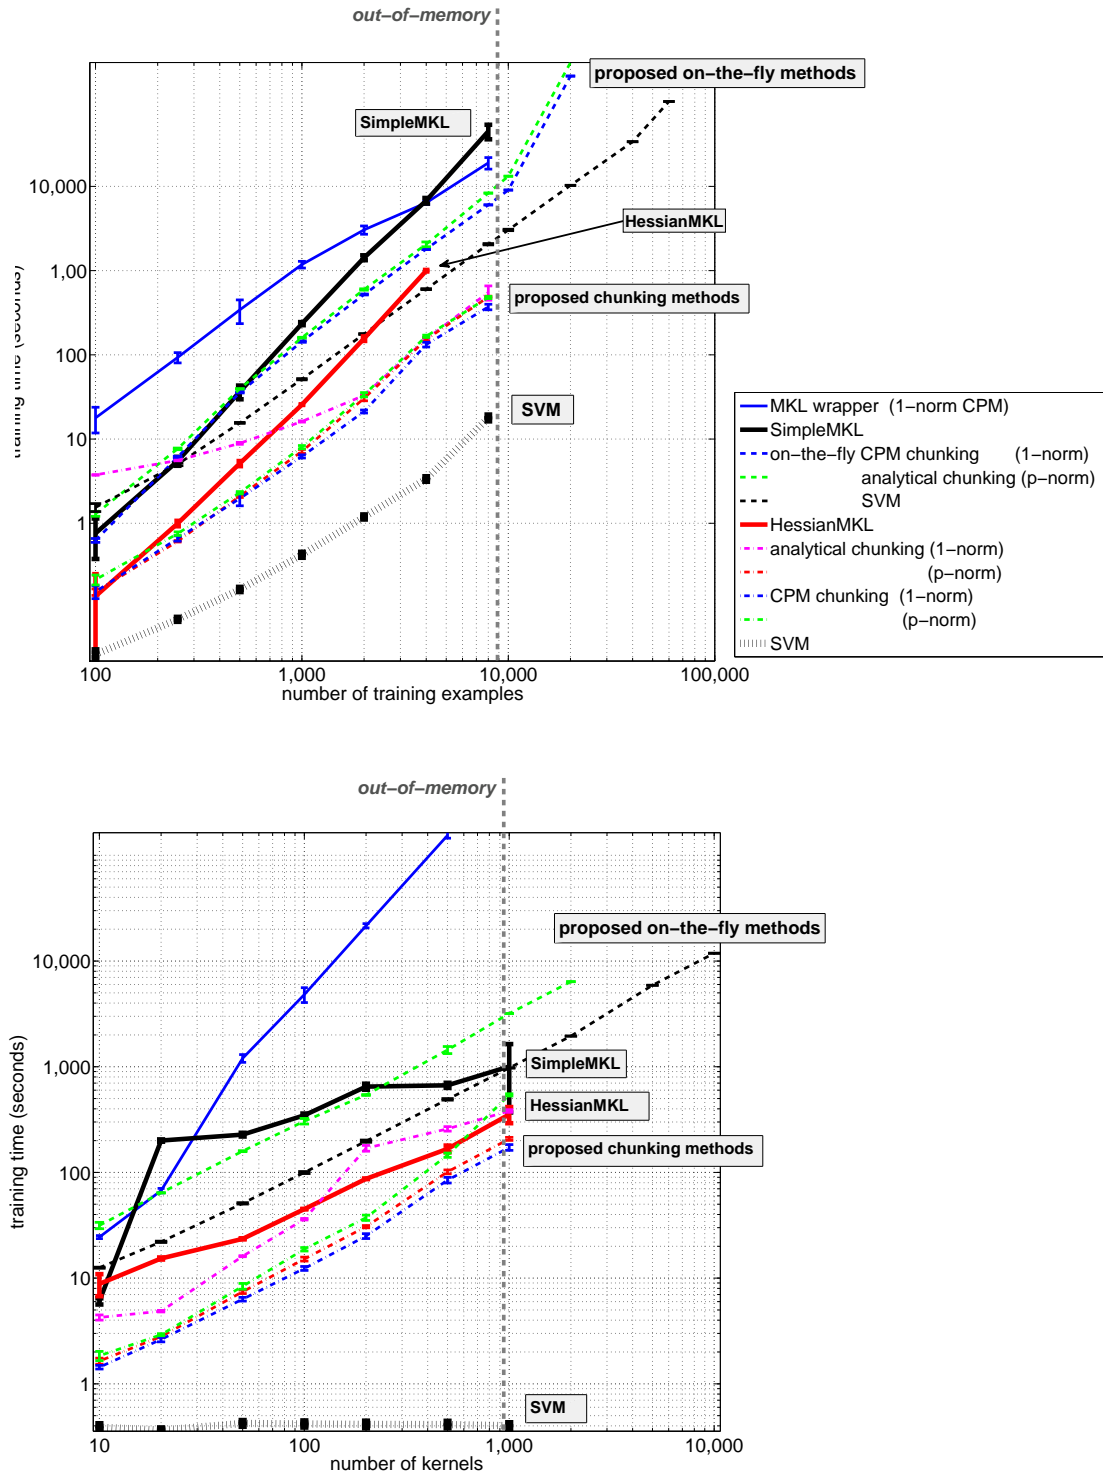 out-of-memory
proposed on-the-fly methods
SimpleMKL
10,000
HessianMKL
1,00
proposed chunking methods
100
SVM
10
1
training time (seconds)
100
1,000
10,000
100,000
number of training examples
MKL wrapper (1-norm CPM)
SimpleMKL
on-the-fly CPM chunking (1-norm)
analytical chunking (p-norm)
SVM
HessianMKL
analytical chunking (1-norm)
(p-norm)
CPM chunking (1-norm)
(p-norm)
SVM
out-of-memory
proposed on-the-fly methods
10,000
SimpleMKL
1,000
HessianMKL
proposed chunking methods
100
10
1
SVM
training time (seconds)
10
100
1,000
10,000
number of kernels